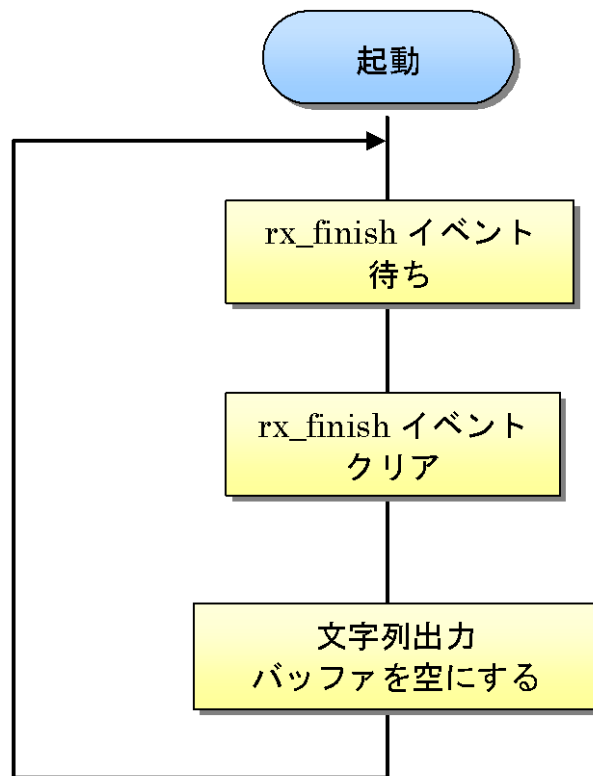 起動
rx_finish イベント
待ち
rx_finish イベント
クリア
文字列出力
バッファを空にする